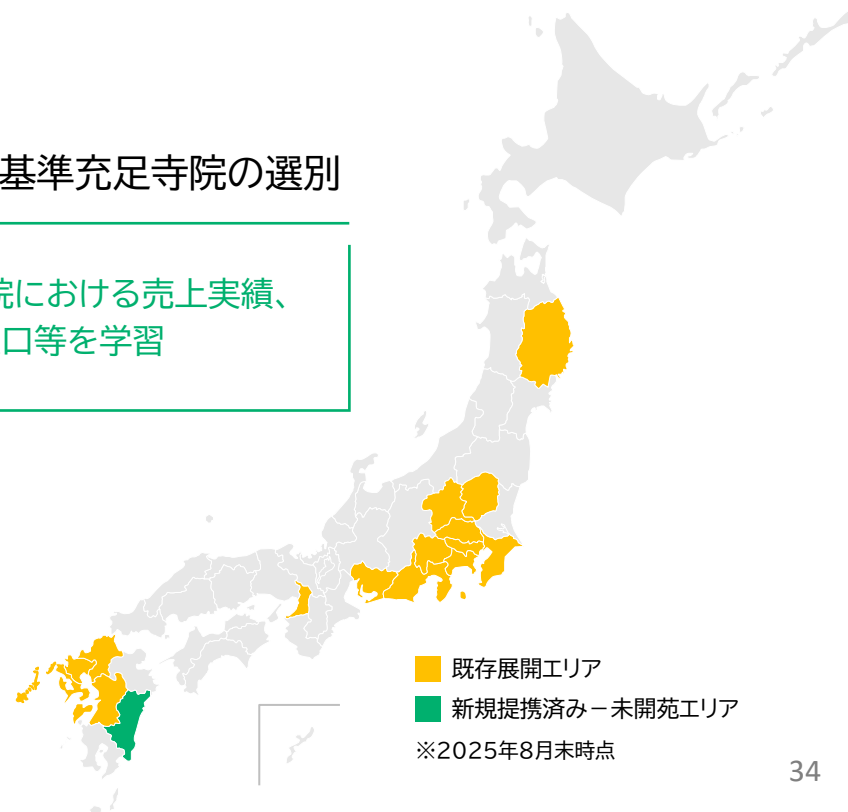 基準充足寺院の選別
院における売上実績、
口等を学習
既存展開エリア
新規提携済み－未開苑エリア
※2025年8月末時点
34